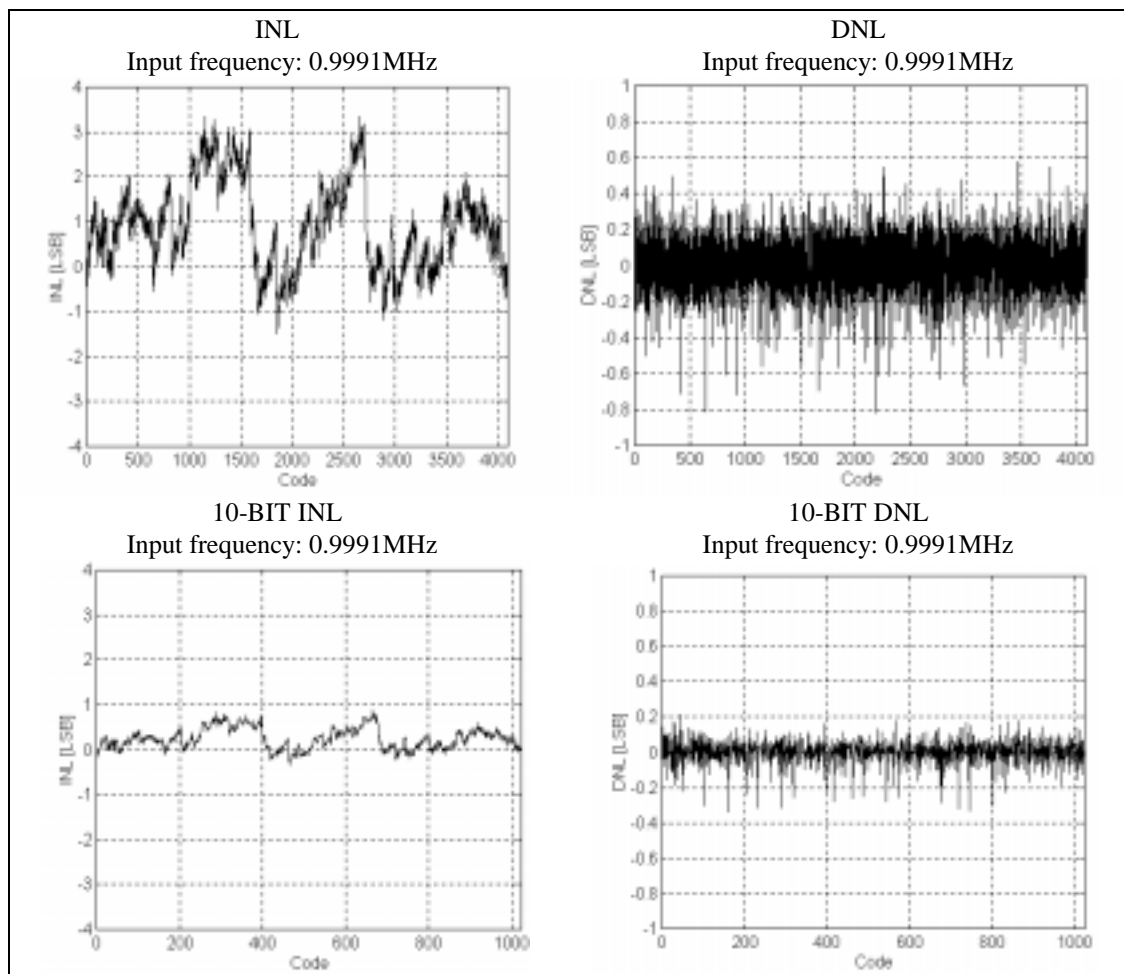 INL
Input frequency: 0.9991MHz
4
3
2
1
0
-1
-2
-3
-4
INL [LSB]
0 500 1000 1500 2000 2500 3000 3500 4000
Code
DNL
Input frequency: 0.9991MHz
1
0.8
0.6
0.4
0.2
0
-0.2
-0.4
-0.6
-0.8
-1
DNL [LSB]
0 500 1000 1500 2000 2500 3000 3500 4000
Code
10-BIT INL
Input frequency: 0.9991MHz
4
3
2
1
0
-1
-2
-3
-4
INL [LSB]
0 200 400 600 800 1000
Code
10-BIT DNL
Input frequency: 0.9991MHz
1
0.8
0.6
0.4
0.2
0
-0.2
-0.4
-0.6
-0.8
-1
DNL [LSB]
0 200 400 600 800 1000
Code